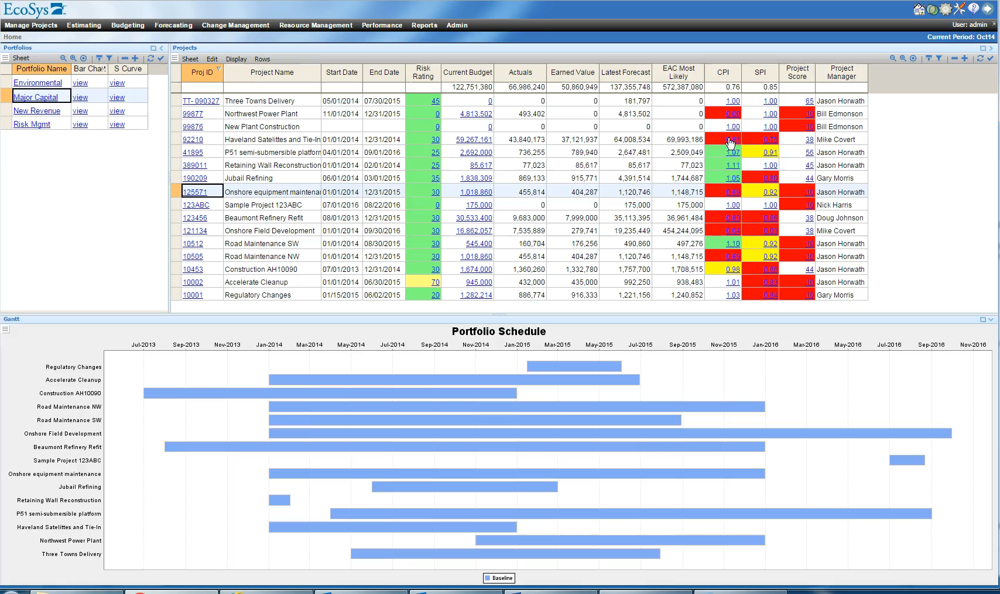 EcoSys
Manage Projects Estimating Budgeting Forecasting Change Management Resource Management Performance Reports Admin User: admin
Home Current Period: Oct14
Portfolios Projects
Sheet
Portfolio Name Bar Chart S Curve
Environmental view view
Major Capital view view
New Revenue view view
Risk Mgmt view view
Sheet Edit Display Rows
Proj ID Project Name Start Date End Date Risk Rating Current Budget Actuals Earned Value Latest Forecast EAC Most Likely CPI SPI Project Score Project Manager
122,751,380 66,986,240 50,860,949 137,355,748 572,387,080 0.76 0.85
TT- 090327 Three Towns Delivery 05/01/2014 07/30/2015 45 0 0 0 181,797 0 1.00 1.00 65 Jason Horwath
99877 Northwest Power Plant 11/01/2014 12/31/2015 0 4,813,502 493,402 0 4,813,502 0 0.00 1.00 10 Bill Edmonson
99876 New Plant Construction 0 0 0 0 0 0 1.00 1.00 10 Bill Edmonson
92210 Haveland Satelittes and Tie-In 01/01/2014 12/31/2014 30 59,267,161 43,840,173 37,121,937 64,008,534 69,993,186 0.75 38 Mike Covert
41895 P51 semi-submersible platform 04/01/2014 09/01/2016 25 2,692,000 736,255 789,940 2,647,481 2,509,049 1.07 0.91 56 Jason Horwath
389011 Retaining Wall Reconstruction 01/01/2014 02/01/2014 25 85,617 77,023 85,617 85,617 77,023 1.11 1.00 45 Jason Horwath
190209 Jubail Refining 06/01/2014 03/01/2015 35 1,838,309 869,133 915,771 4,391,514 1,744,687 1.05 0.80 44 Gary Morris
125571 Onshore equipment maintena 01/01/2014 12/31/2015 30 1,018,860 455,814 404,287 1,120,746 1,148,715 0.89 0.92 10 Jason Horwath
123ABC Sample Project 123ABC 07/01/2016 08/22/2016 0 175,000 0 0 175,000 175,000 1.00 1.00 10 Nick Harris
123456 Beaumont Refinery Refit 08/01/2013 12/31/2015 30 30,533,400 9,683,000 7,999,000 35,113,395 36,961,484 0.83 0.86 38 Doug Johnson
121134 Onshore Field Development 01/01/2014 09/30/2016 30 16,862,057 7,535,889 279,741 19,235,449 454,244,095 0.04 0.03 38 Mike Covert
10512 Road Maintenance SW 01/01/2014 08/30/2015 30 545,400 160,704 176,256 490,860 497,276 1.10 0.92 10 Jason Horwath
10505 Road Maintenance NW 01/01/2014 12/31/2015 30 1,018,860 455,814 404,287 1,120,746 1,148,715 0.89 0.92 10 Jason Horwath
10453 Construction AH10090 07/01/2013 12/31/2014 30 1,674,000 1,360,260 1,332,780 1,757,700 1,708,515 0.98 0.86 44 Jason Horwath
10002 Accelerate Cleanup 01/01/2014 06/30/2015 70 945,000 432,000 435,000 992,250 938,483 1.01 0.83 10 Jason Horwath
10001 Regulatory Changes 01/15/2015 06/02/2015 20 1,282,214 886,774 916,333 1,221,156 1,240,852 1.03 0.84 10 Gary Morris
Gantt
Portfolio Schedule
Jul-2013 Sep-2013 Nov-2013 Jan-2014 Mar-2014 May-2014 Jul-2014 Sep-2014 Nov-2014 Jan-2015 Mar-2015 May-2015 Jul-2015 Sep-2015 Nov-2015 Jan-2016 Mar-2016 May-2016 Jul-2016 Sep-2016 Nov-2016
Regulatory Changes
Accelerate Cleanup
Construction AH10090
Road Maintenance NW
Road Maintenance SW
Onshore Field Development
Beaumont Refinery Refit
Sample Project 123ABC
Onshore equipment maintenance
Jubail Refining
Retaining Wall Reconstruction
P51 semi-submersible platform
Haveland Satelittes and Tie-In
Northwest Power Plant
Three Towns Delivery
Baseline